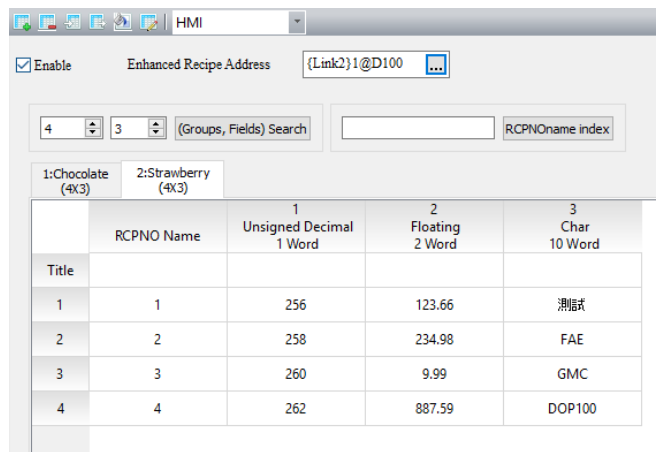 HMI
Enable Enhanced Recipe Address {Link2}1@D100 ...
4 3 (Groups, Fields) Search RCPNOname index
1:Chocolate
(4X3)
2:Strawberry
(4X3)
RCPNO Name
1
Unsigned Decimal
1 Word
2
Floating
2 Word
3
Char
10 Word
Title
1 1 256 123.66 測試
2 2 258 234.98 FAE
3 3 260 9.99 GMC
4 4 262 887.59 DOP100